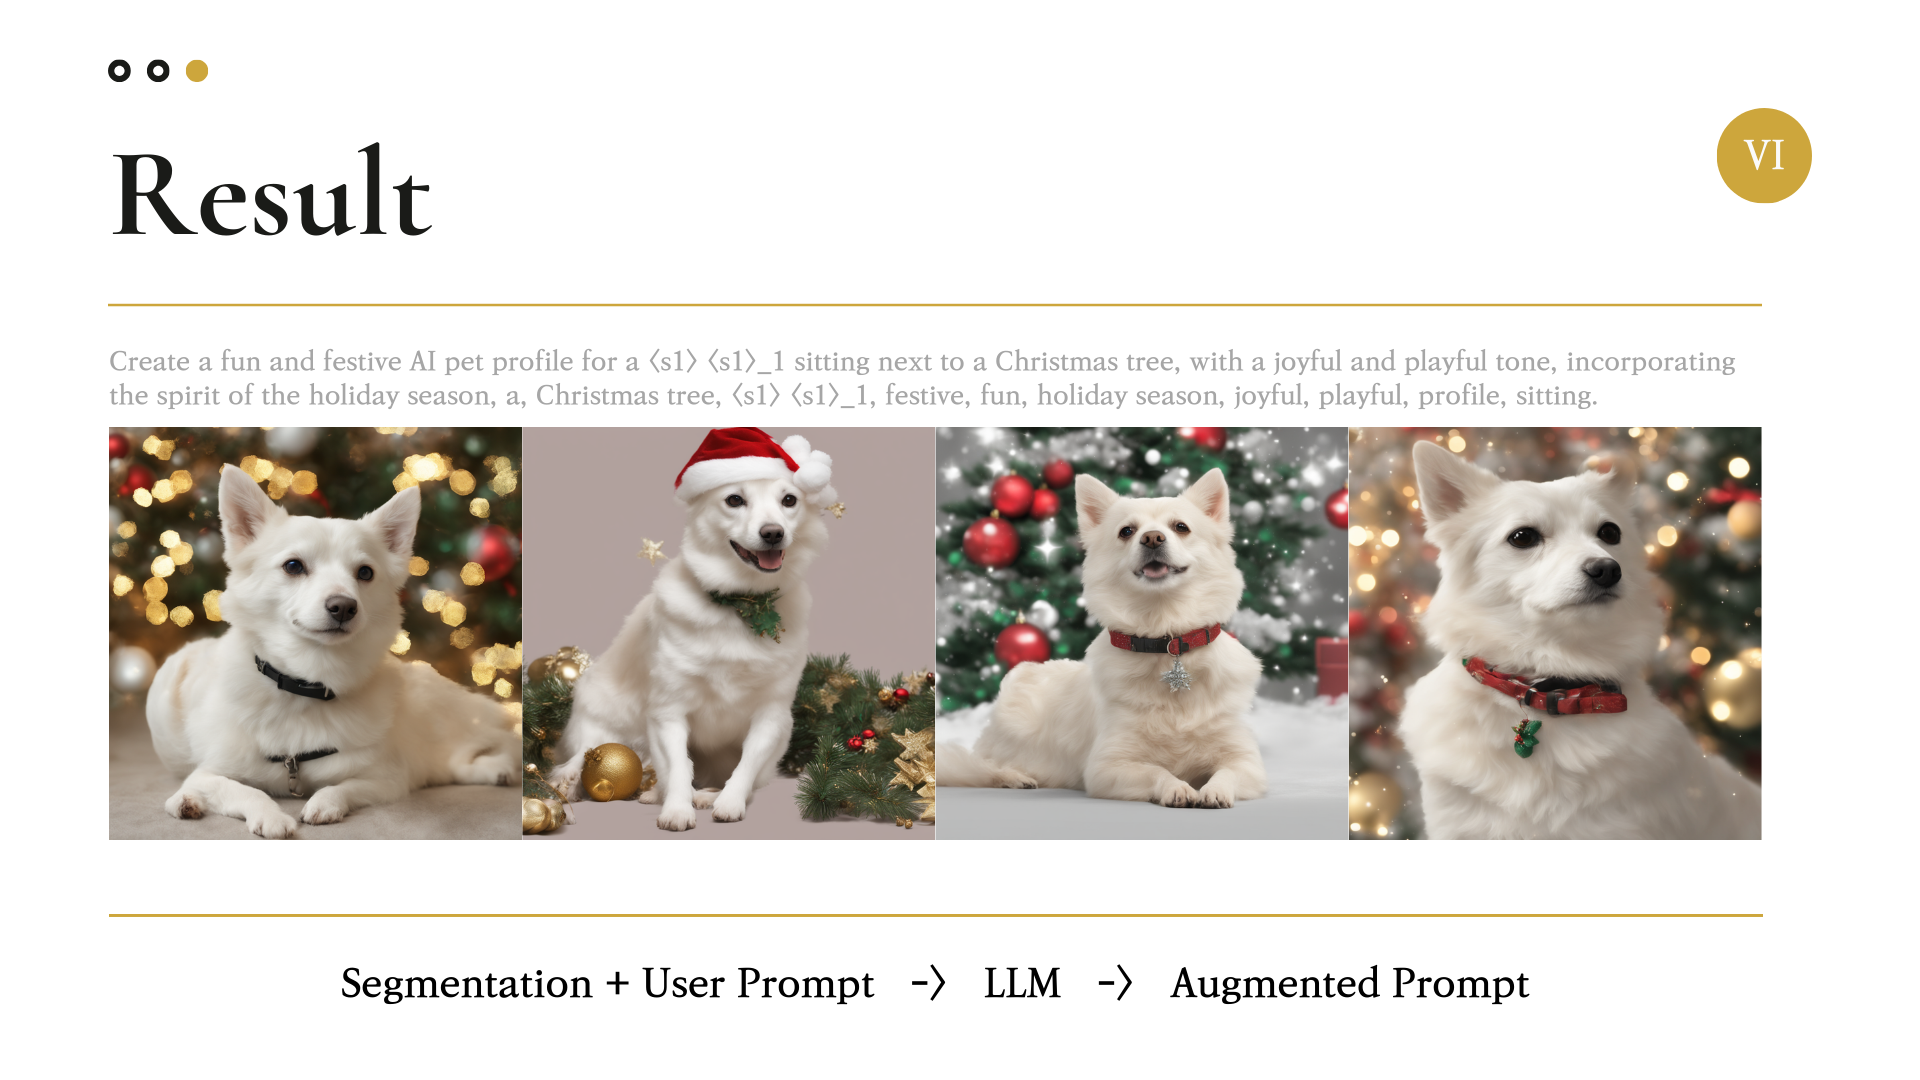 Result
VI
Create a fun and festive AI pet profile for a 〈s1〉 〈s1〉_1 sitting next to a Christmas tree, with a joyful and playful tone, incorporating
the spirit of the holiday season, a, Christmas tree, 〈s1〉 〈s1〉_1, festive, fun, holiday season, joyful, playful, profile, sitting.
Segmentation + User Prompt -〉 LLM -〉 Augmented Prompt